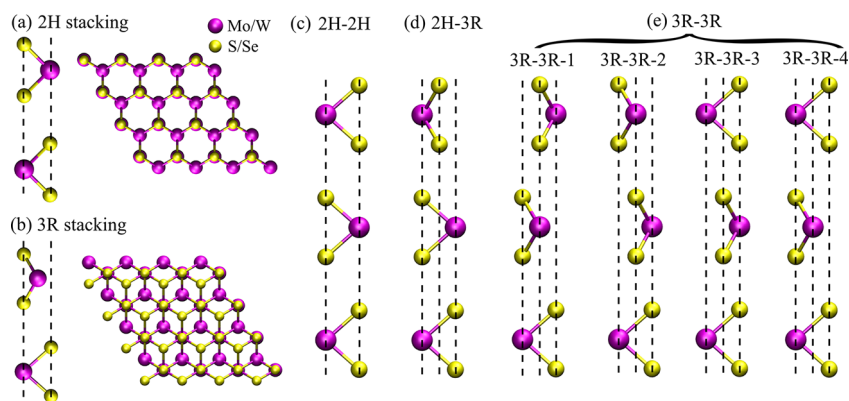 (a) 2H stacking
Mo/W
S/Se
(b) 3R stacking
(c) 2H-2H
(d) 2H-3R
(e) 3R-3R
3R-3R-1
3R-3R-2
3R-3R-3
3R-3R-4